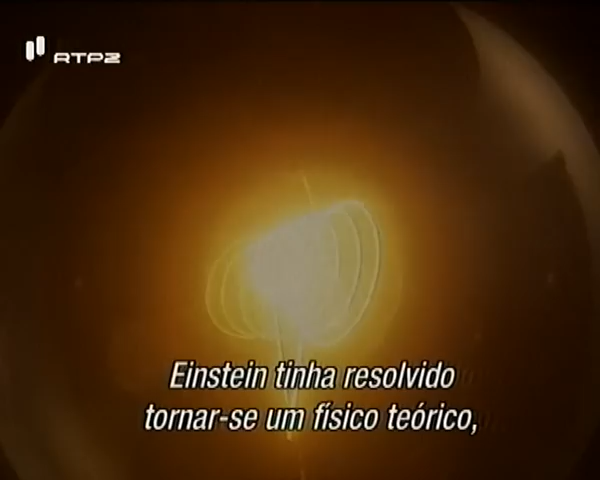 RTP2
Einstein tinha resolvido
tornar-se um físico teórico,